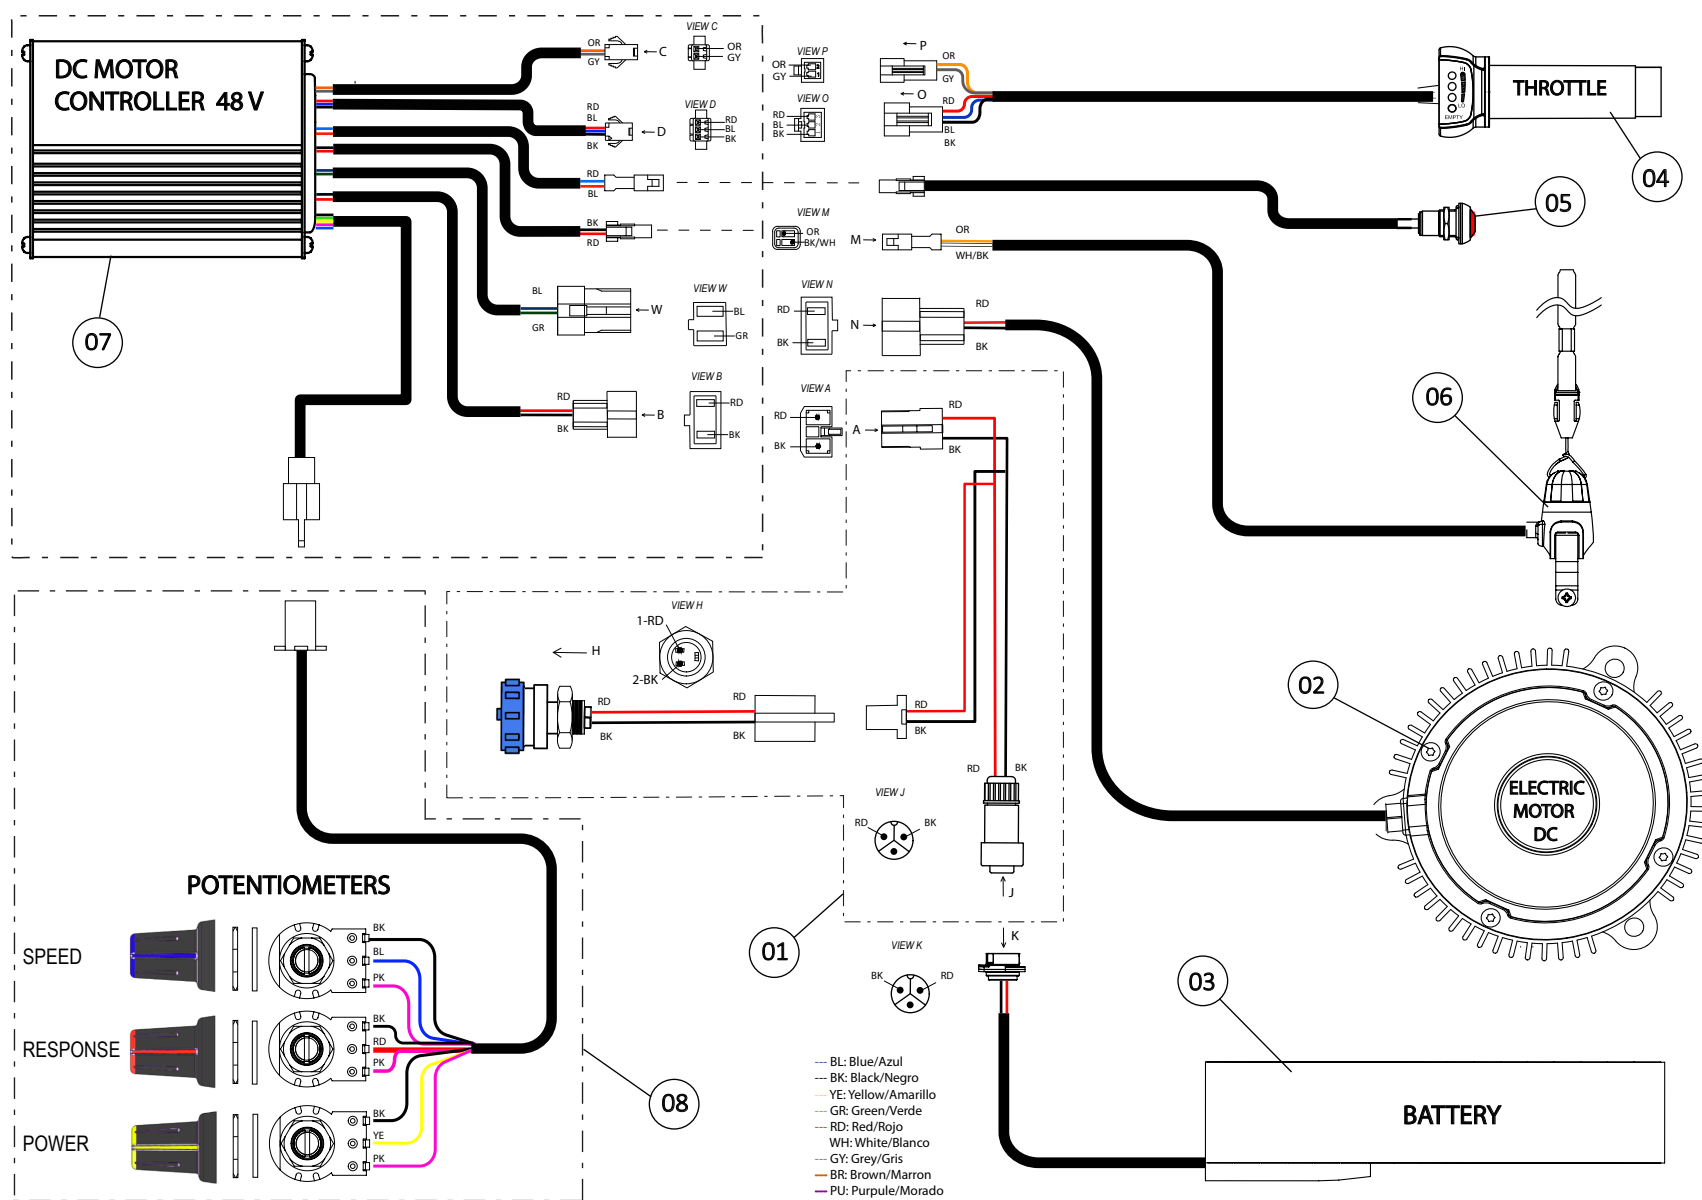 DC MOTOR
CONTROLLER 48 V
OR
GY
C
VIEW C
OR
GY
RD
BL
BK
D
VIEW D
RD
BL
BK
RD
BL
BK
RD
BL
GR
W
VIEW W
BL
GR
RD
BK
B
VIEW B
RD
BK
07
VIEW P
OR
GY
P
OR
GY
VIEW O
RD
BL
BK
O
RD
BL
BK
HI
LO
EMPTY
THROTTLE
04
05
VIEW M
OR
BK/WH
M
OR
WH/BK
VIEW N
RD
BK
N
RD
BK
VIEW A
RD
BK
A
RD
BK
06
VIEW H
1-RD
2-BK
H
RD
BK
RD
BK
RD
BK
RD
BK
VIEW J
RD
BK
J
01
02
ELECTRIC
MOTOR
DC
K
VIEW K
BK
RD
03
BATTERY
POTENTIOMETERS
SPEED
BK
BL
PK
RESPONSE
BK
RD
PK
POWER
BK
YE
PK
08
BL: Blue/Azul
BK: Black/Negro
YE: Yellow/Amarillo
GR: Green/Verde
RD: Red/Rojo
WH: White/Blanco
GY: Grey/Gris
BR: Brown/Marron
PU: Purpule/Morado